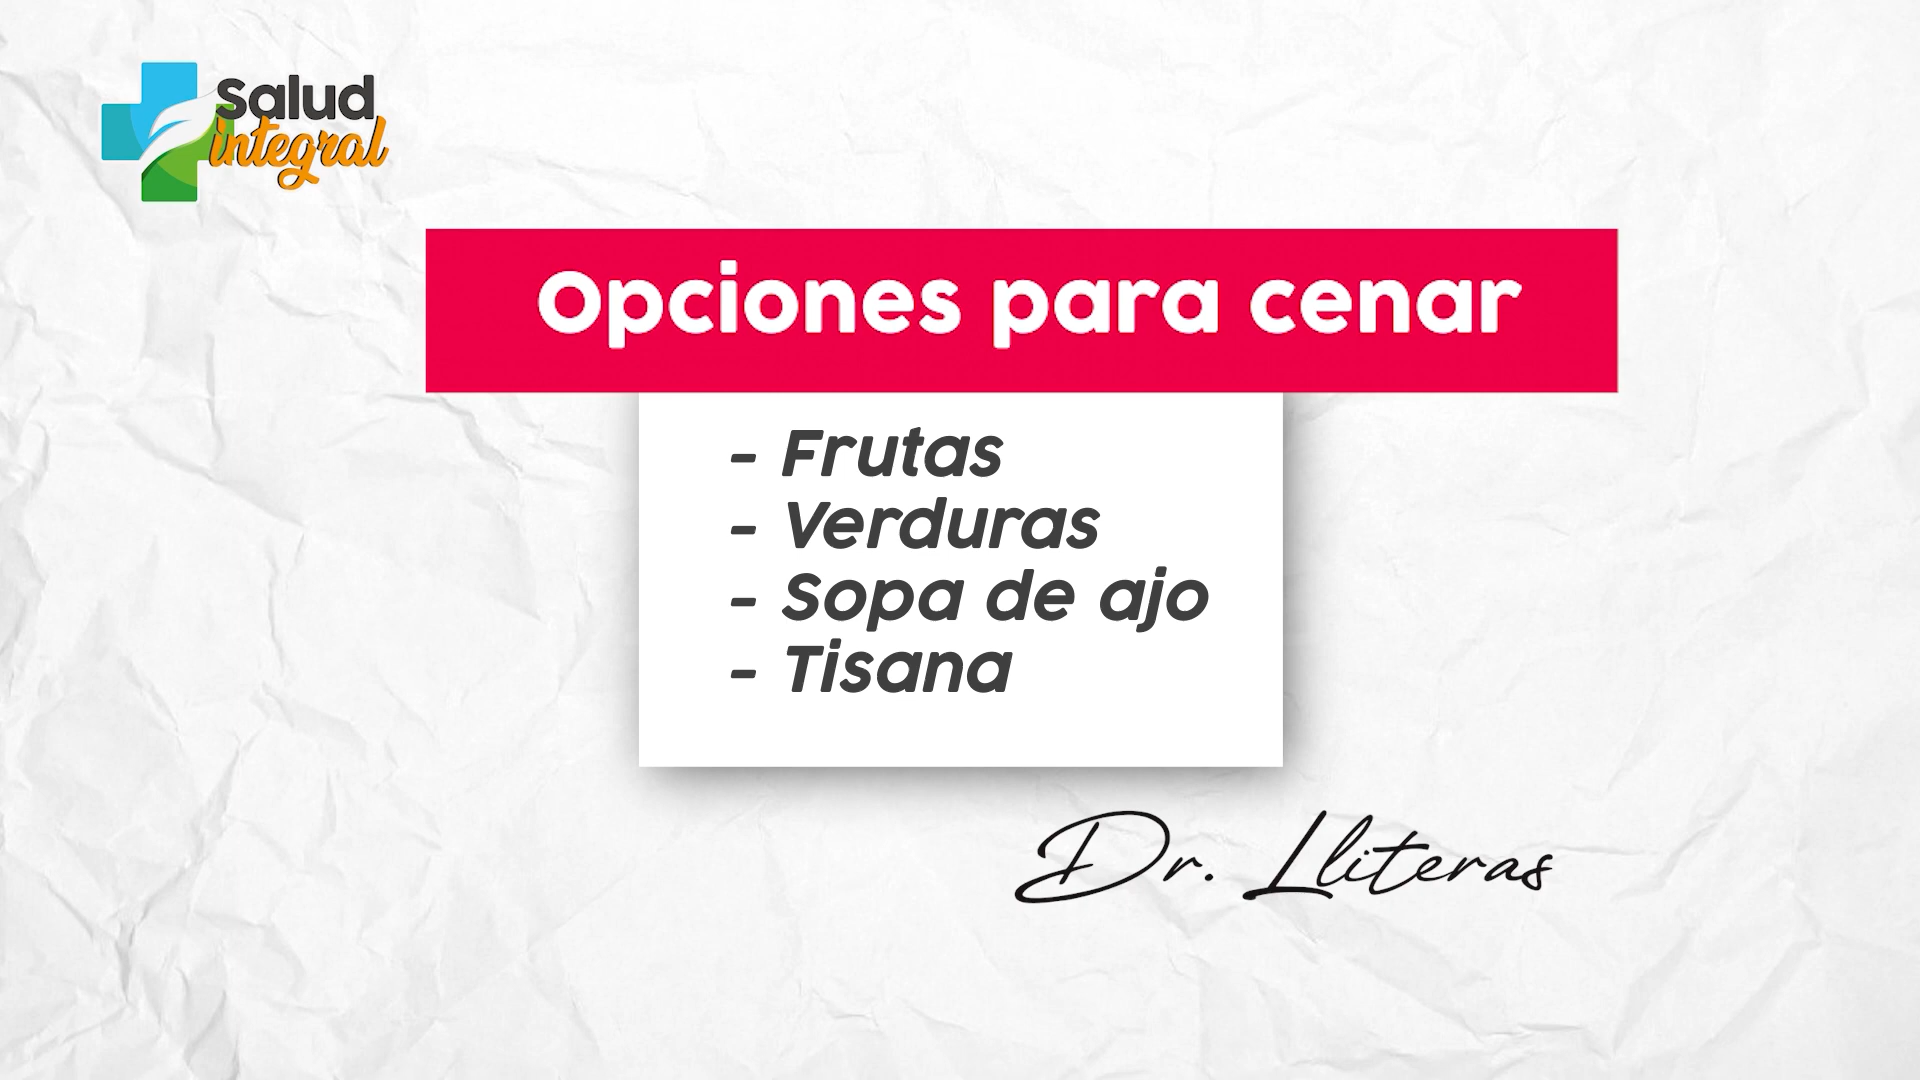 Salud
integral
Opciones para cenar
- Frutas
- Verduras
- Sopa de ajo
- Tisana
Dr. Lliteras